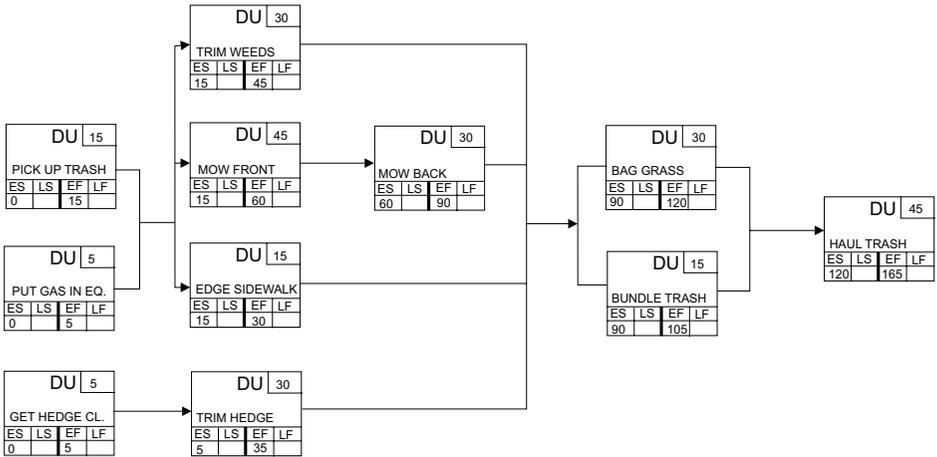 DU 30
TRIM WEEDS
ES LS EF LF
15 45
DU 15
PICK UP TRASH
ES LS EF LF
0 15
DU 45
MOW FRONT
ES LS EF LF
15 60
DU 30
MOW BACK
ES LS EF LF
60 90
DU 30
BAG GRASS
ES LS EF LF
90 120
DU 45
HAUL TRASH
ES LS EF LF
120 165
DU 5
PUT GAS IN EQ.
ES LS EF LF
0 5
DU 15
EDGE SIDEWALK
ES LS EF LF
15 30
DU 15
BUNDLE TRASH
ES LS EF LF
90 105
DU 5
GET HEDGE CL.
ES LS EF LF
0 5
DU 30
TRIM HEDGE
ES LS EF LF
5 35